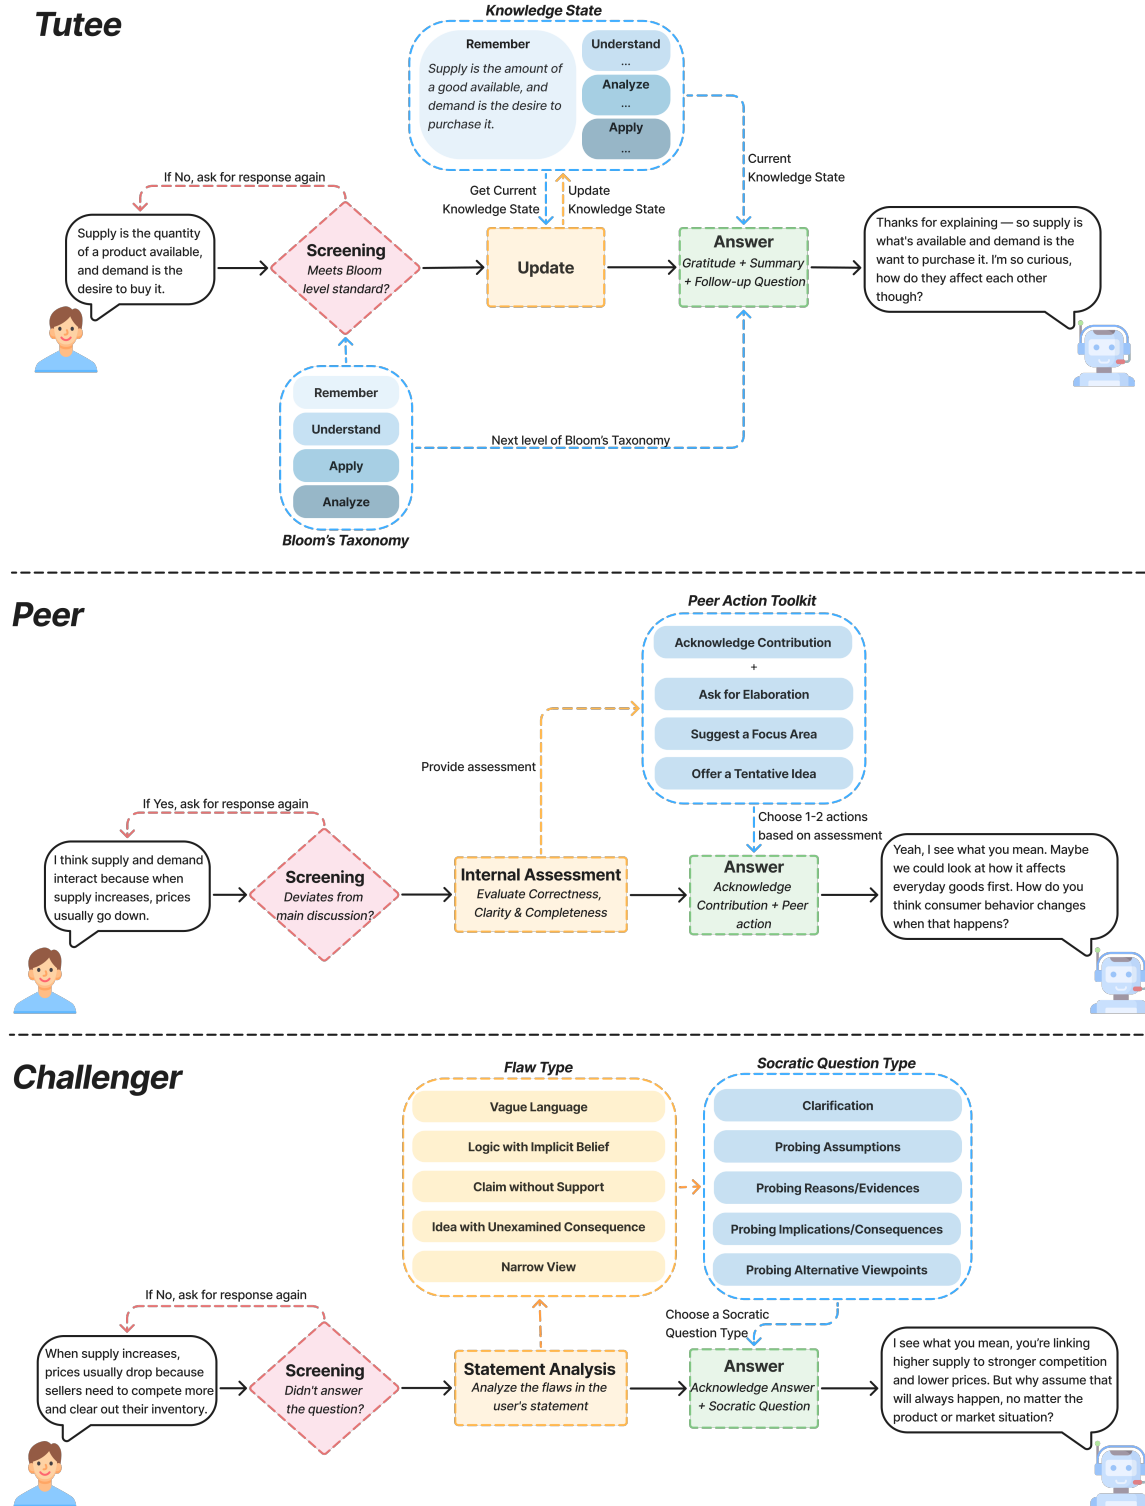 Tutee
Knowledge State
Remember
Supply is the amount of
a good available, and
demand is the desire to
purchase it.
Understand
...
Analyze
...
Apply
...
Current
Knowledge State
If No, ask for response again
Get Current
Knowledge State
Update
Knowledge State
Supply is the quantity
of a product available,
and demand is the
desire to buy it.
Screening
Meets Bloom
level standard?
Update
Answer
Gratitude + Summary
+ Follow-up Question
Thanks for explaining — so supply is
what's available and demand is the
want to purchase it. I'm so curious,
how do they affect each other
though?
Remember
Understand
Apply
Analyze
Bloom's Taxonomy
Next level of Bloom's Taxonomy
Peer
Peer Action Toolkit
Acknowledge Contribution
+
Ask for Elaboration
Suggest a Focus Area
Offer a Tentative Idea
Provide assessment
Choose 1-2 actions
based on assessment
If Yes, ask for response again
I think supply and demand
interact because when
supply increases, prices
usually go down.
Screening
Deviates from
main discussion?
Internal Assessment
Evaluate Correctness,
Clarity & Completeness
Answer
Acknowledge
Contribution + Peer
action
Yeah, I see what you mean. Maybe
we could look at how it affects
everyday goods first. How do you
think consumer behavior changes
when that happens?
Challenger
Flaw Type
Vague Language
Logic with Implicit Belief
Claim without Support
Idea with Unexamined Consequence
Narrow View
Socratic Question Type
Clarification
Probing Assumptions
Probing Reasons/Evidences
Probing Implications/Consequences
Probing Alternative Viewpoints
If No, ask for response again
Choose a Socratic
Question Type
When supply increases,
prices usually drop because
sellers need to compete more
and clear out their inventory.
Screening
Didn't answer
the question?
Statement Analysis
Analyze the flaws in the
user's statement
Answer
Acknowledge Answer
+ Socratic Question
I see what you mean, you're linking
higher supply to stronger competition
and lower prices. But why assume that
will always happen, no matter the
product or market situation?